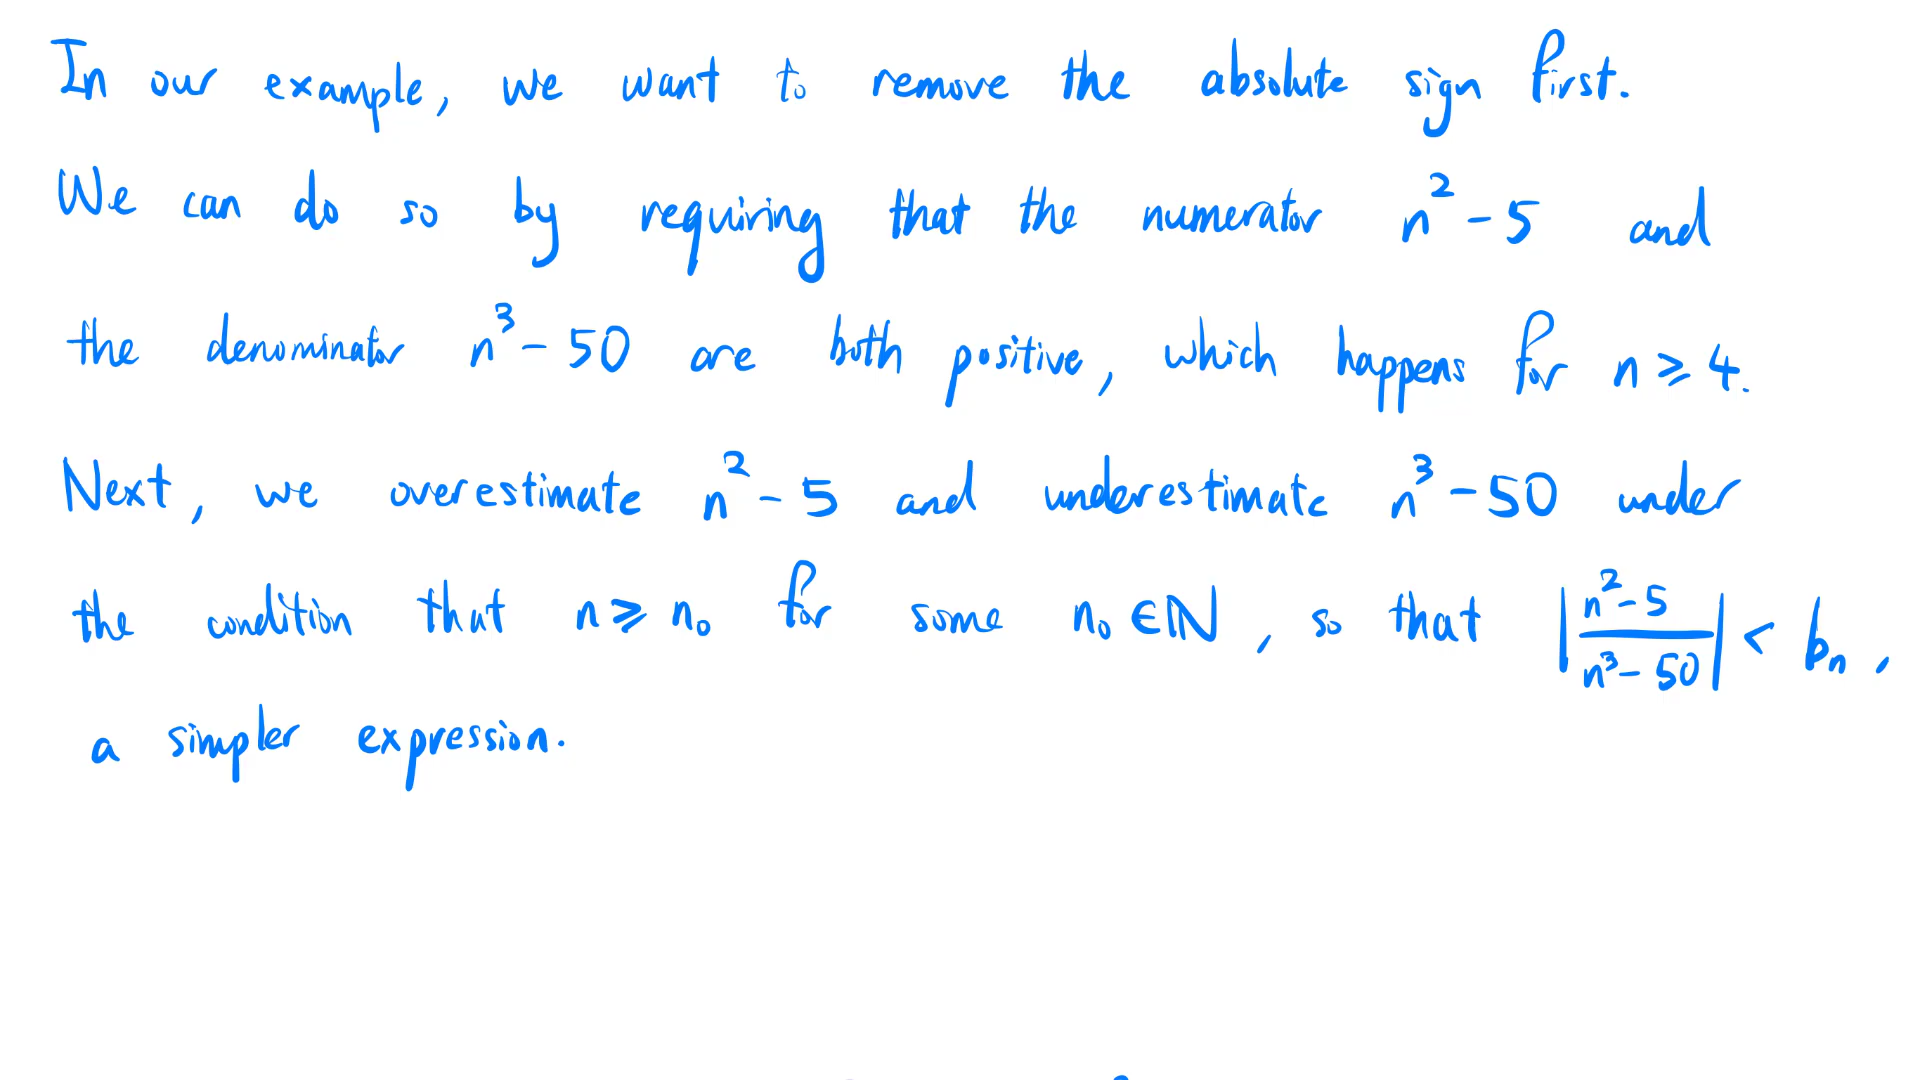 In our example, we want to remove the absolute sign first.
We can do so by requiring that the numerator n² - 5 and
the denominator n³ - 50 are both positive, which happens for n ⩾ 4.
Next, we overestimate n² - 5 and underestimate n³ - 50 under
the condition that n ⩾ n₀ for some n₀ ∈ ℕ, so that |(n² - 5)/(n³ - 50)| < bₙ,
a simpler expression.